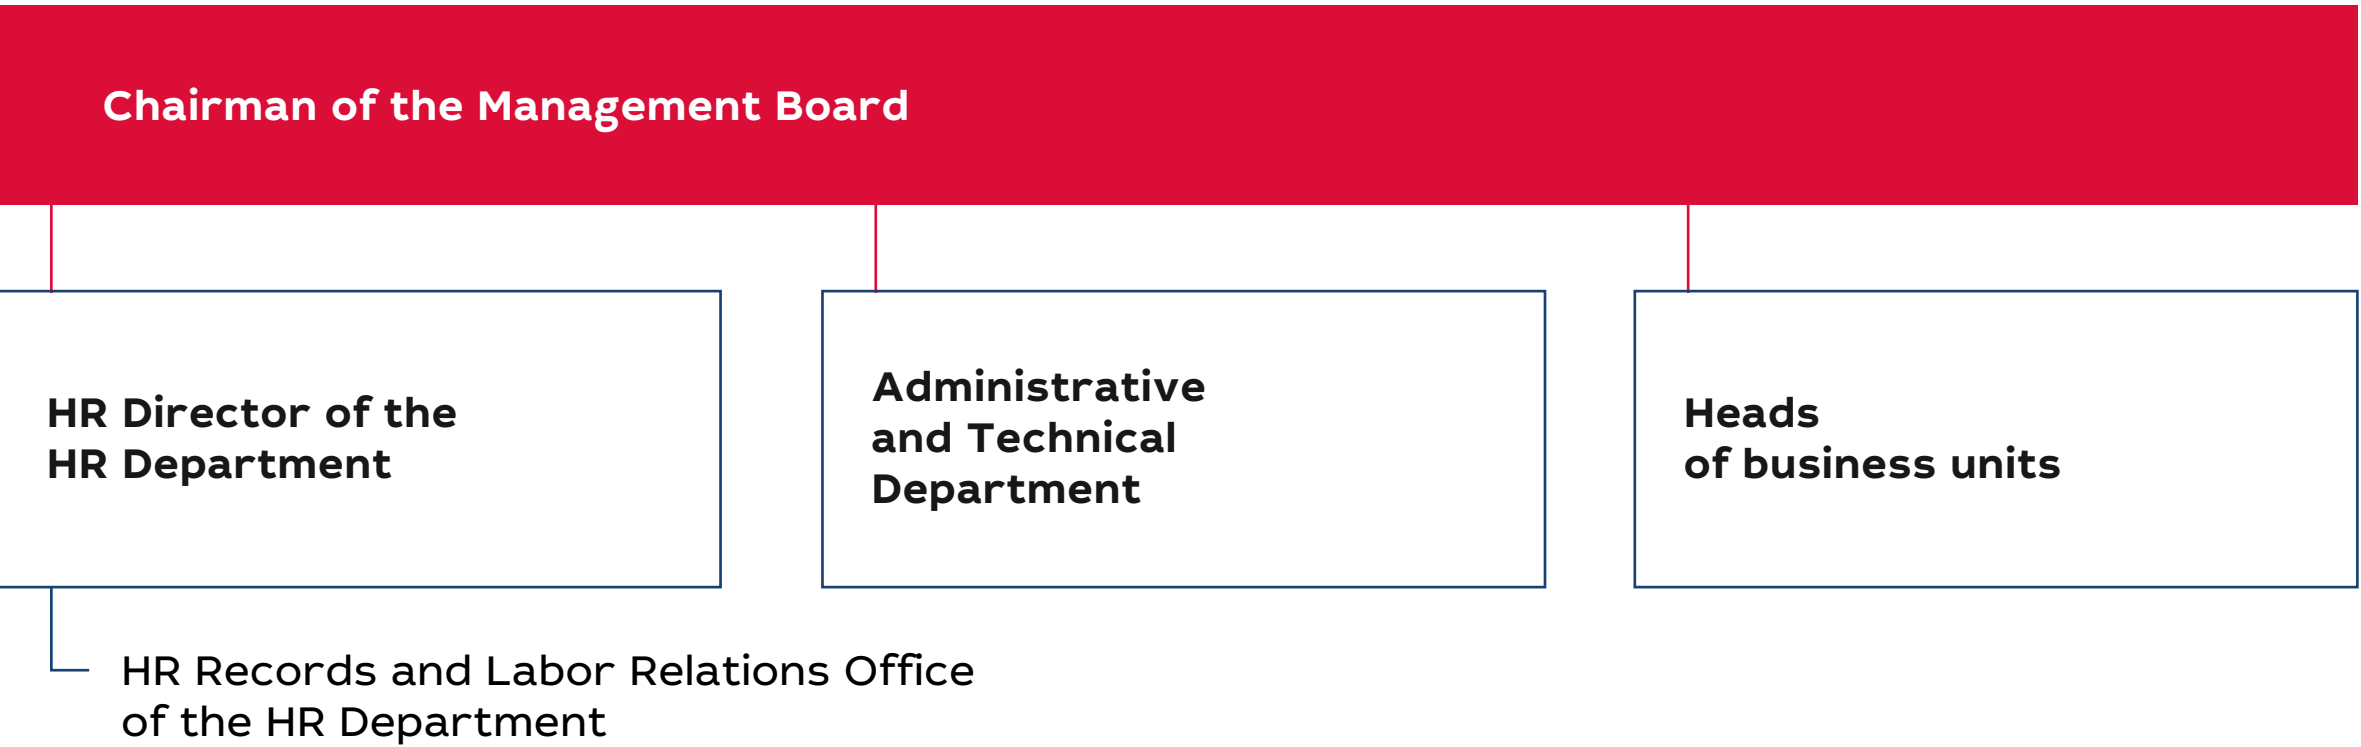 Chairman of the Management Board
HR Director of the
HR Department
Administrative
and Technical
Department
Heads
of business units
HR Records and Labor Relations Office
of the HR Department